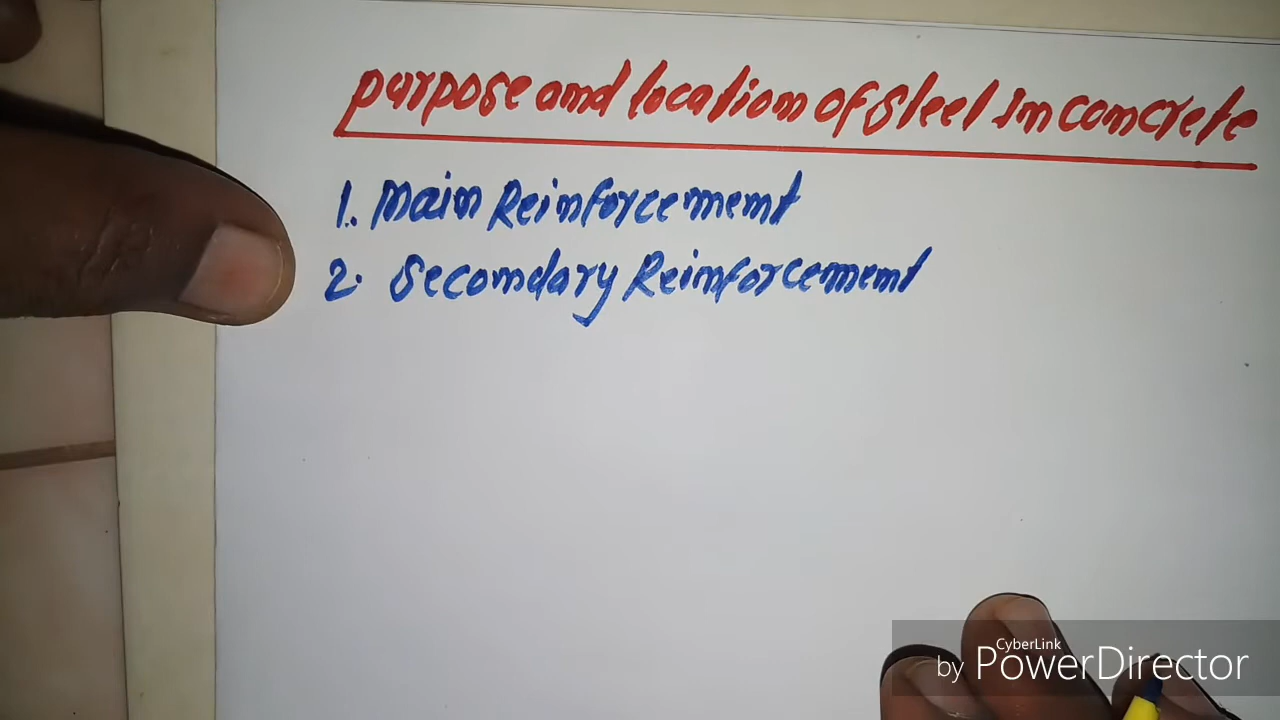 purpose and location of steel in concrete
1. Main Reinforcement
2. Secondary Reinforcement
CyberLink
by PowerDirector